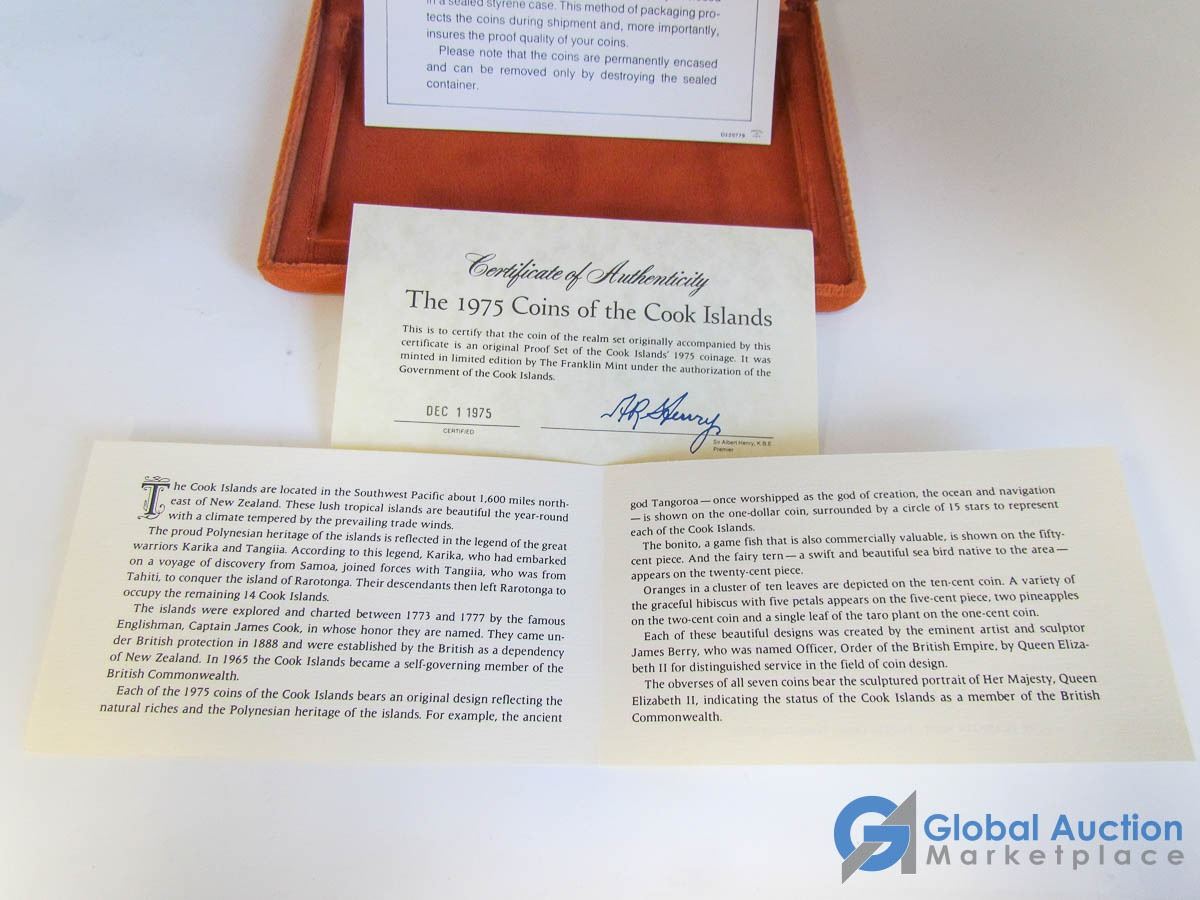 in a sealed styrene case. This method of packaging pro-
tects the coins during shipment and, more importantly,
insures the proof quality of your coins.
Please note that the coins are permanently encased
and can be removed only by destroying the sealed
container.
Certificate of Authenticity
The 1975 Coins of the Cook Islands
This is to certify that the coin of the realm set originally accompanied by this
certificate is an original Proof Set of the Cook Islands' 1975 coinage. It was
minted in limited edition by The Franklin Mint under the authorization of the
Government of the Cook Islands.
DEC 1 1975
CERTIFIED
Sir Albert Henry, K.B.E.
Premier
The Cook Islands are located in the Southwest Pacific about 1,600 miles north-
east of New Zealand. These lush tropical islands are beautiful the year-round
with a climate tempered by the prevailing trade winds.
The proud Polynesian heritage of the islands is reflected in the legend of the great
warriors Karika and Tangiia. According to this legend, Karika, who had embarked
on a voyage of discovery from Samoa, joined forces with Tangiia, who was from
Tahiti, to conquer the island of Rarotonga. Their descendants then left Rarotonga to
occupy the remaining 14 Cook Islands.
The islands were explored and charted between 1773 and 1777 by the famous
Englishman, Captain James Cook, in whose honor they are named. They came un-
der British protection in 1888 and were established by the British as a dependency
of New Zealand. In 1965 the Cook Islands became a self-governing member of the
British Commonwealth.
Each of the 1975 coins of the Cook Islands bears an original design reflecting the
natural riches and the Polynesian heritage of the islands. For example, the ancient
god Tangoroa — once worshipped as the god of creation, the ocean and navigation
— is shown on the one-dollar coin, surrounded by a circle of 15 stars to represent
each of the Cook Islands.
The bonito, a game fish that is also commercially valuable, is shown on the fifty-
cent piece. And the fairy tern — a swift and beautiful sea bird native to the area —
appears on the twenty-cent piece.
Oranges in a cluster of ten leaves are depicted on the ten-cent coin. A variety of
the graceful hibiscus with five petals appears on the five-cent piece, two pineapples
on the two-cent coin and a single leaf of the taro plant on the one-cent coin.
Each of these beautiful designs was created by the eminent artist and sculptor
James Berry, who was named Officer, Order of the British Empire, by Queen Eliza-
beth II for distinguished service in the field of coin design.
The obverses of all seven coins bear the sculptured portrait of Her Majesty, Queen
Elizabeth II, indicating the status of the Cook Islands as a member of the British
Commonwealth.
Global Auction
Marketplace